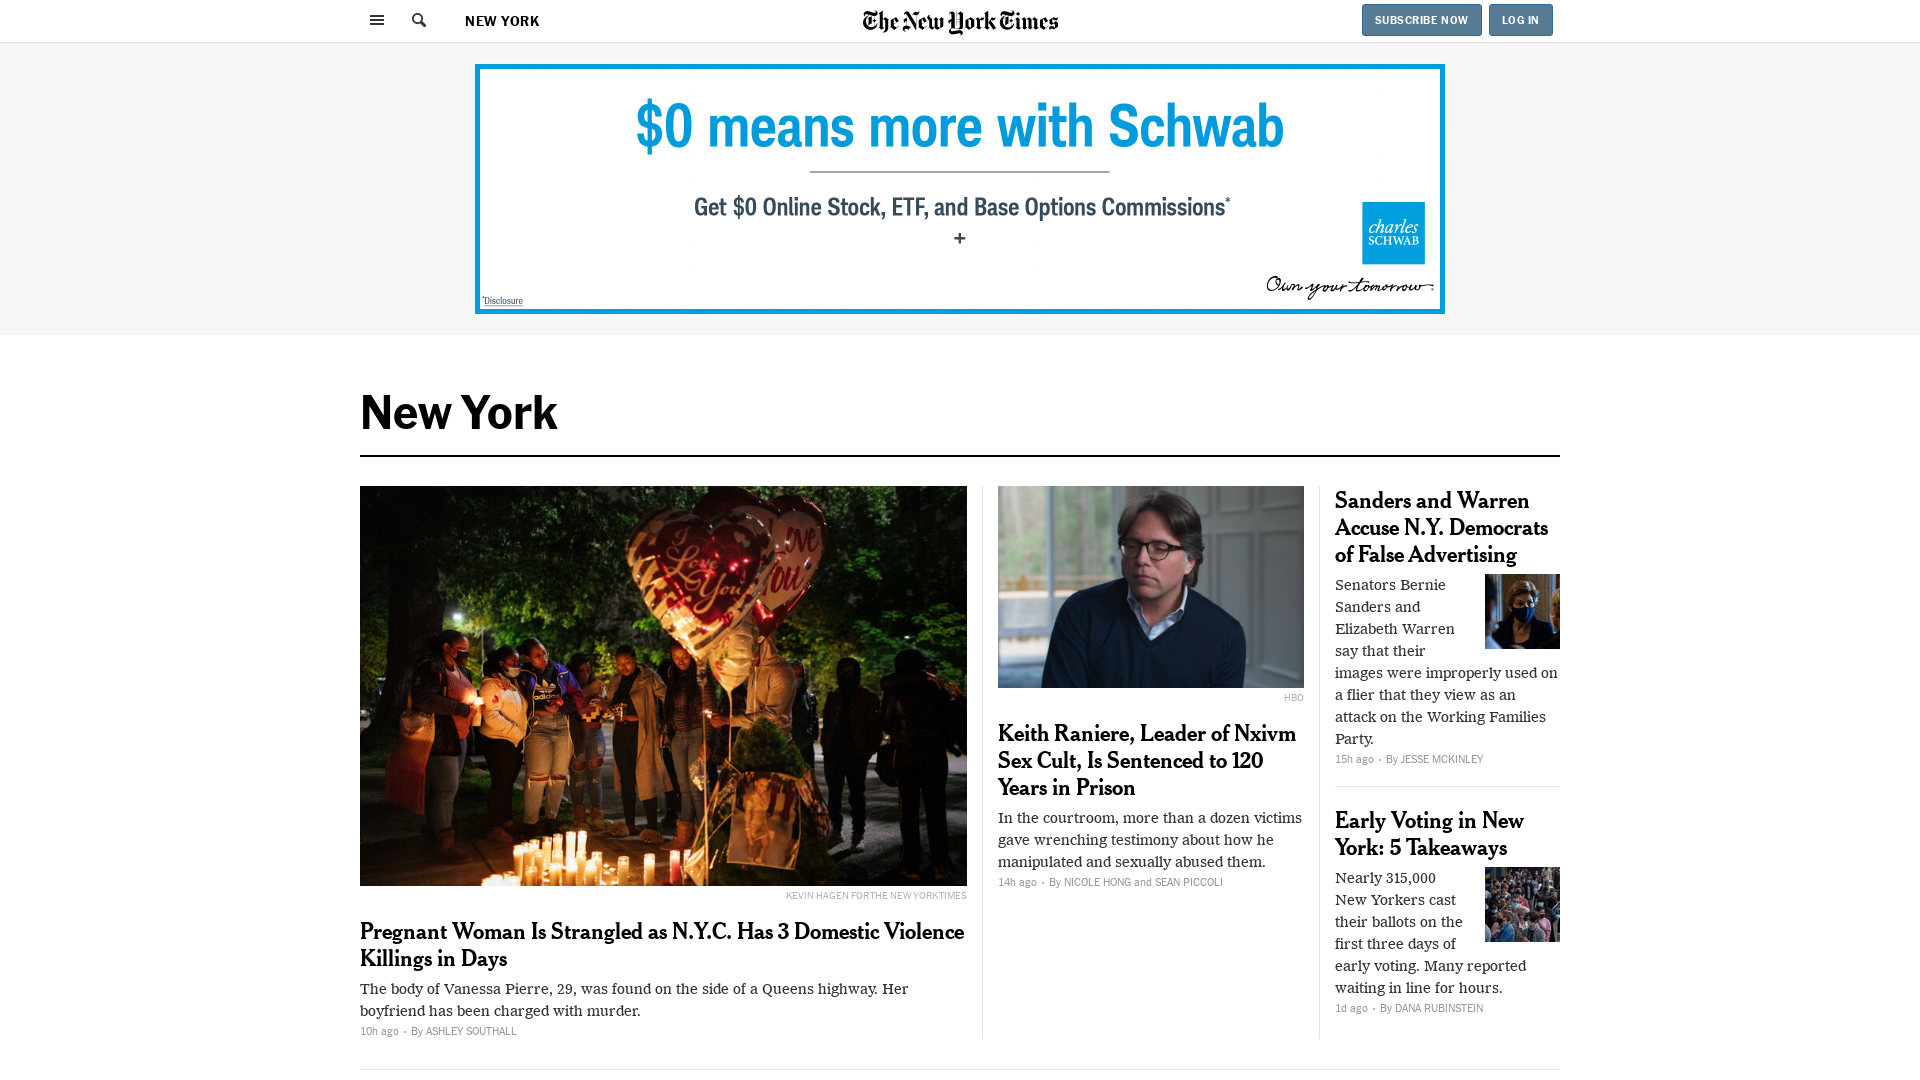 NEW YORK
The New York Times
SUBSCRIBE NOW
LOG IN
$0 means more with Schwab
Get $0 Online Stock, ETF, and Base Options Commissions*
+
charles
SCHWAB
Own your tomorrow
*Disclosure
New York
I
Love
You
Love
You
adidas
KEVIN HAGEN FOR THE NEW YORK TIMES
Pregnant Woman Is Strangled as N.Y.C. Has 3 Domestic Violence
Killings in Days
The body of Vanessa Pierre, 29, was found on the side of a Queens highway. Her
boyfriend has been charged with murder.
10h ago • By ASHLEY SOUTHALL
HBO
Keith Raniere, Leader of Nxivm
Sex Cult, Is Sentenced to 120
Years in Prison
In the courtroom, more than a dozen victims
gave wrenching testimony about how he
manipulated and sexually abused them.
14h ago • By NICOLE HONG and SEAN PICCOLI
Sanders and Warren
Accuse N.Y. Democrats
of False Advertising
Senators Bernie
Sanders and
Elizabeth Warren
say that their
images were improperly used on
a flier that they view as an
attack on the Working Families
Party.
15h ago • By JESSE MCKINLEY
Early Voting in New
York: 5 Takeaways
Nearly 315,000
New Yorkers cast
their ballots on the
first three days of
early voting. Many reported
waiting in line for hours.
1d ago • By DANA RUBINSTEIN